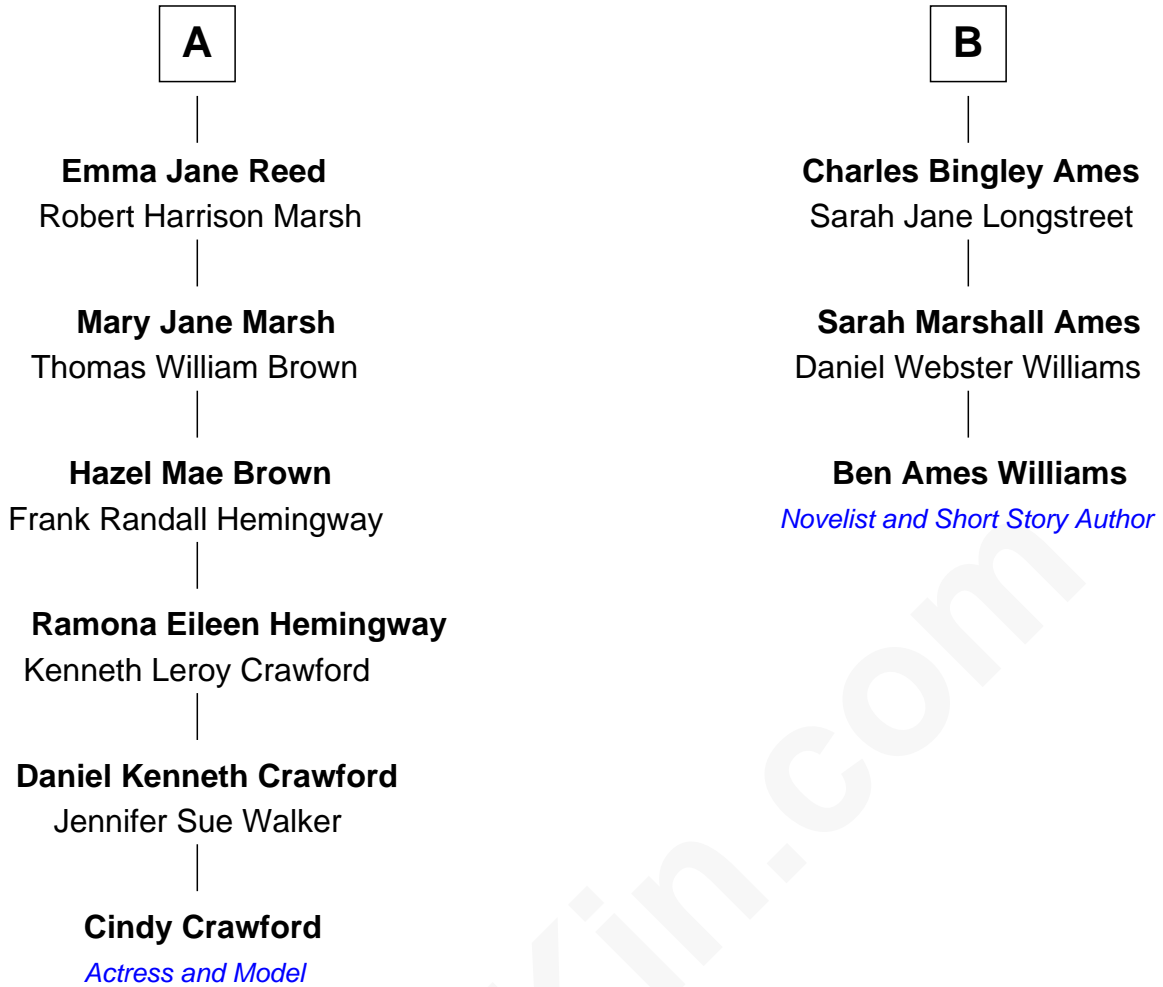 A
Emma Jane Reed
Robert Harrison Marsh
Mary Jane Marsh
Thomas William Brown
Hazel Mae Brown
Frank Randall Hemingway
Ramona Eileen Hemingway
Kenneth Leroy Crawford
Daniel Kenneth Crawford
Jennifer Sue Walker
Cindy Crawford
Actress and Model
B
Charles Bingley Ames
Sarah Jane Longstreet
Sarah Marshall Ames
Daniel Webster Williams
Ben Ames Williams
Novelist and Short Story Author